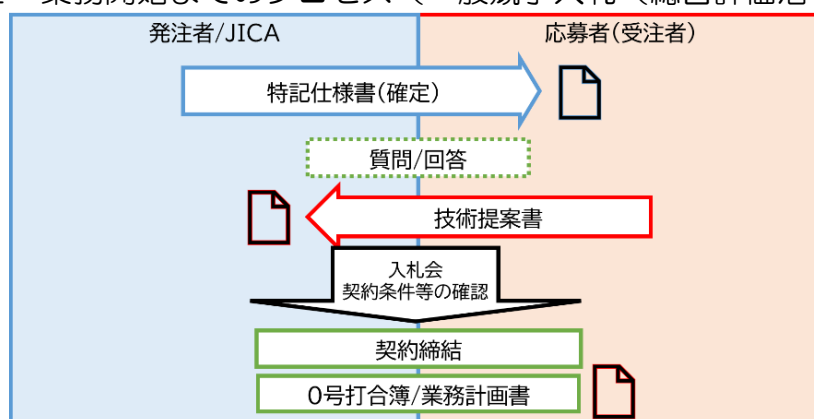 発注者/JICA
応募者(受注者)
特記仕様書(確定)
質問/回答
技術提案書
入札会
契約条件等の確認
契約締結
0号打合簿/業務計画書